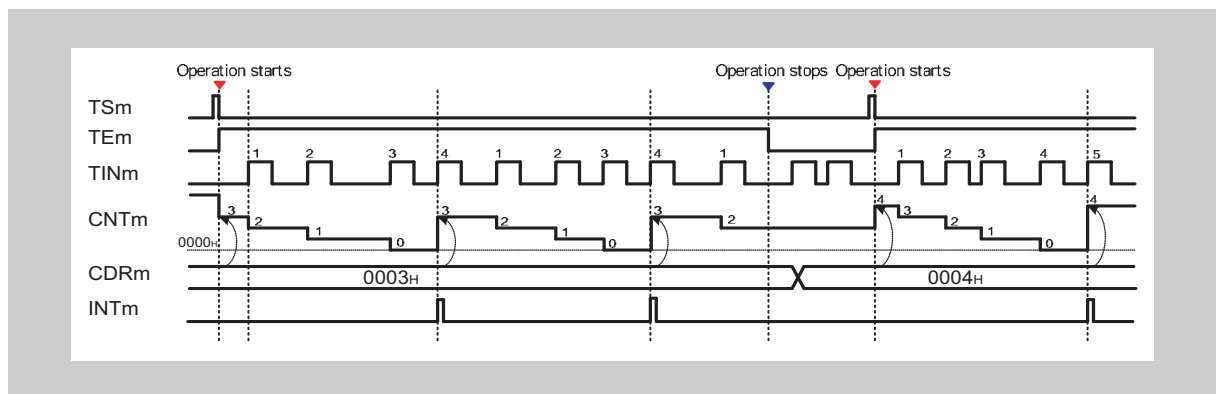 Operation starts Operation stops Operation starts
TSm
TEm
TINm 1 2 3 4 1 2 3 4 1 1 2 3 4 5
CNTm 3 2 1 0 3 2 1 0 3 2 4 3 2 1 0 4
0000H
CDRm 0003H 0004H
INTm